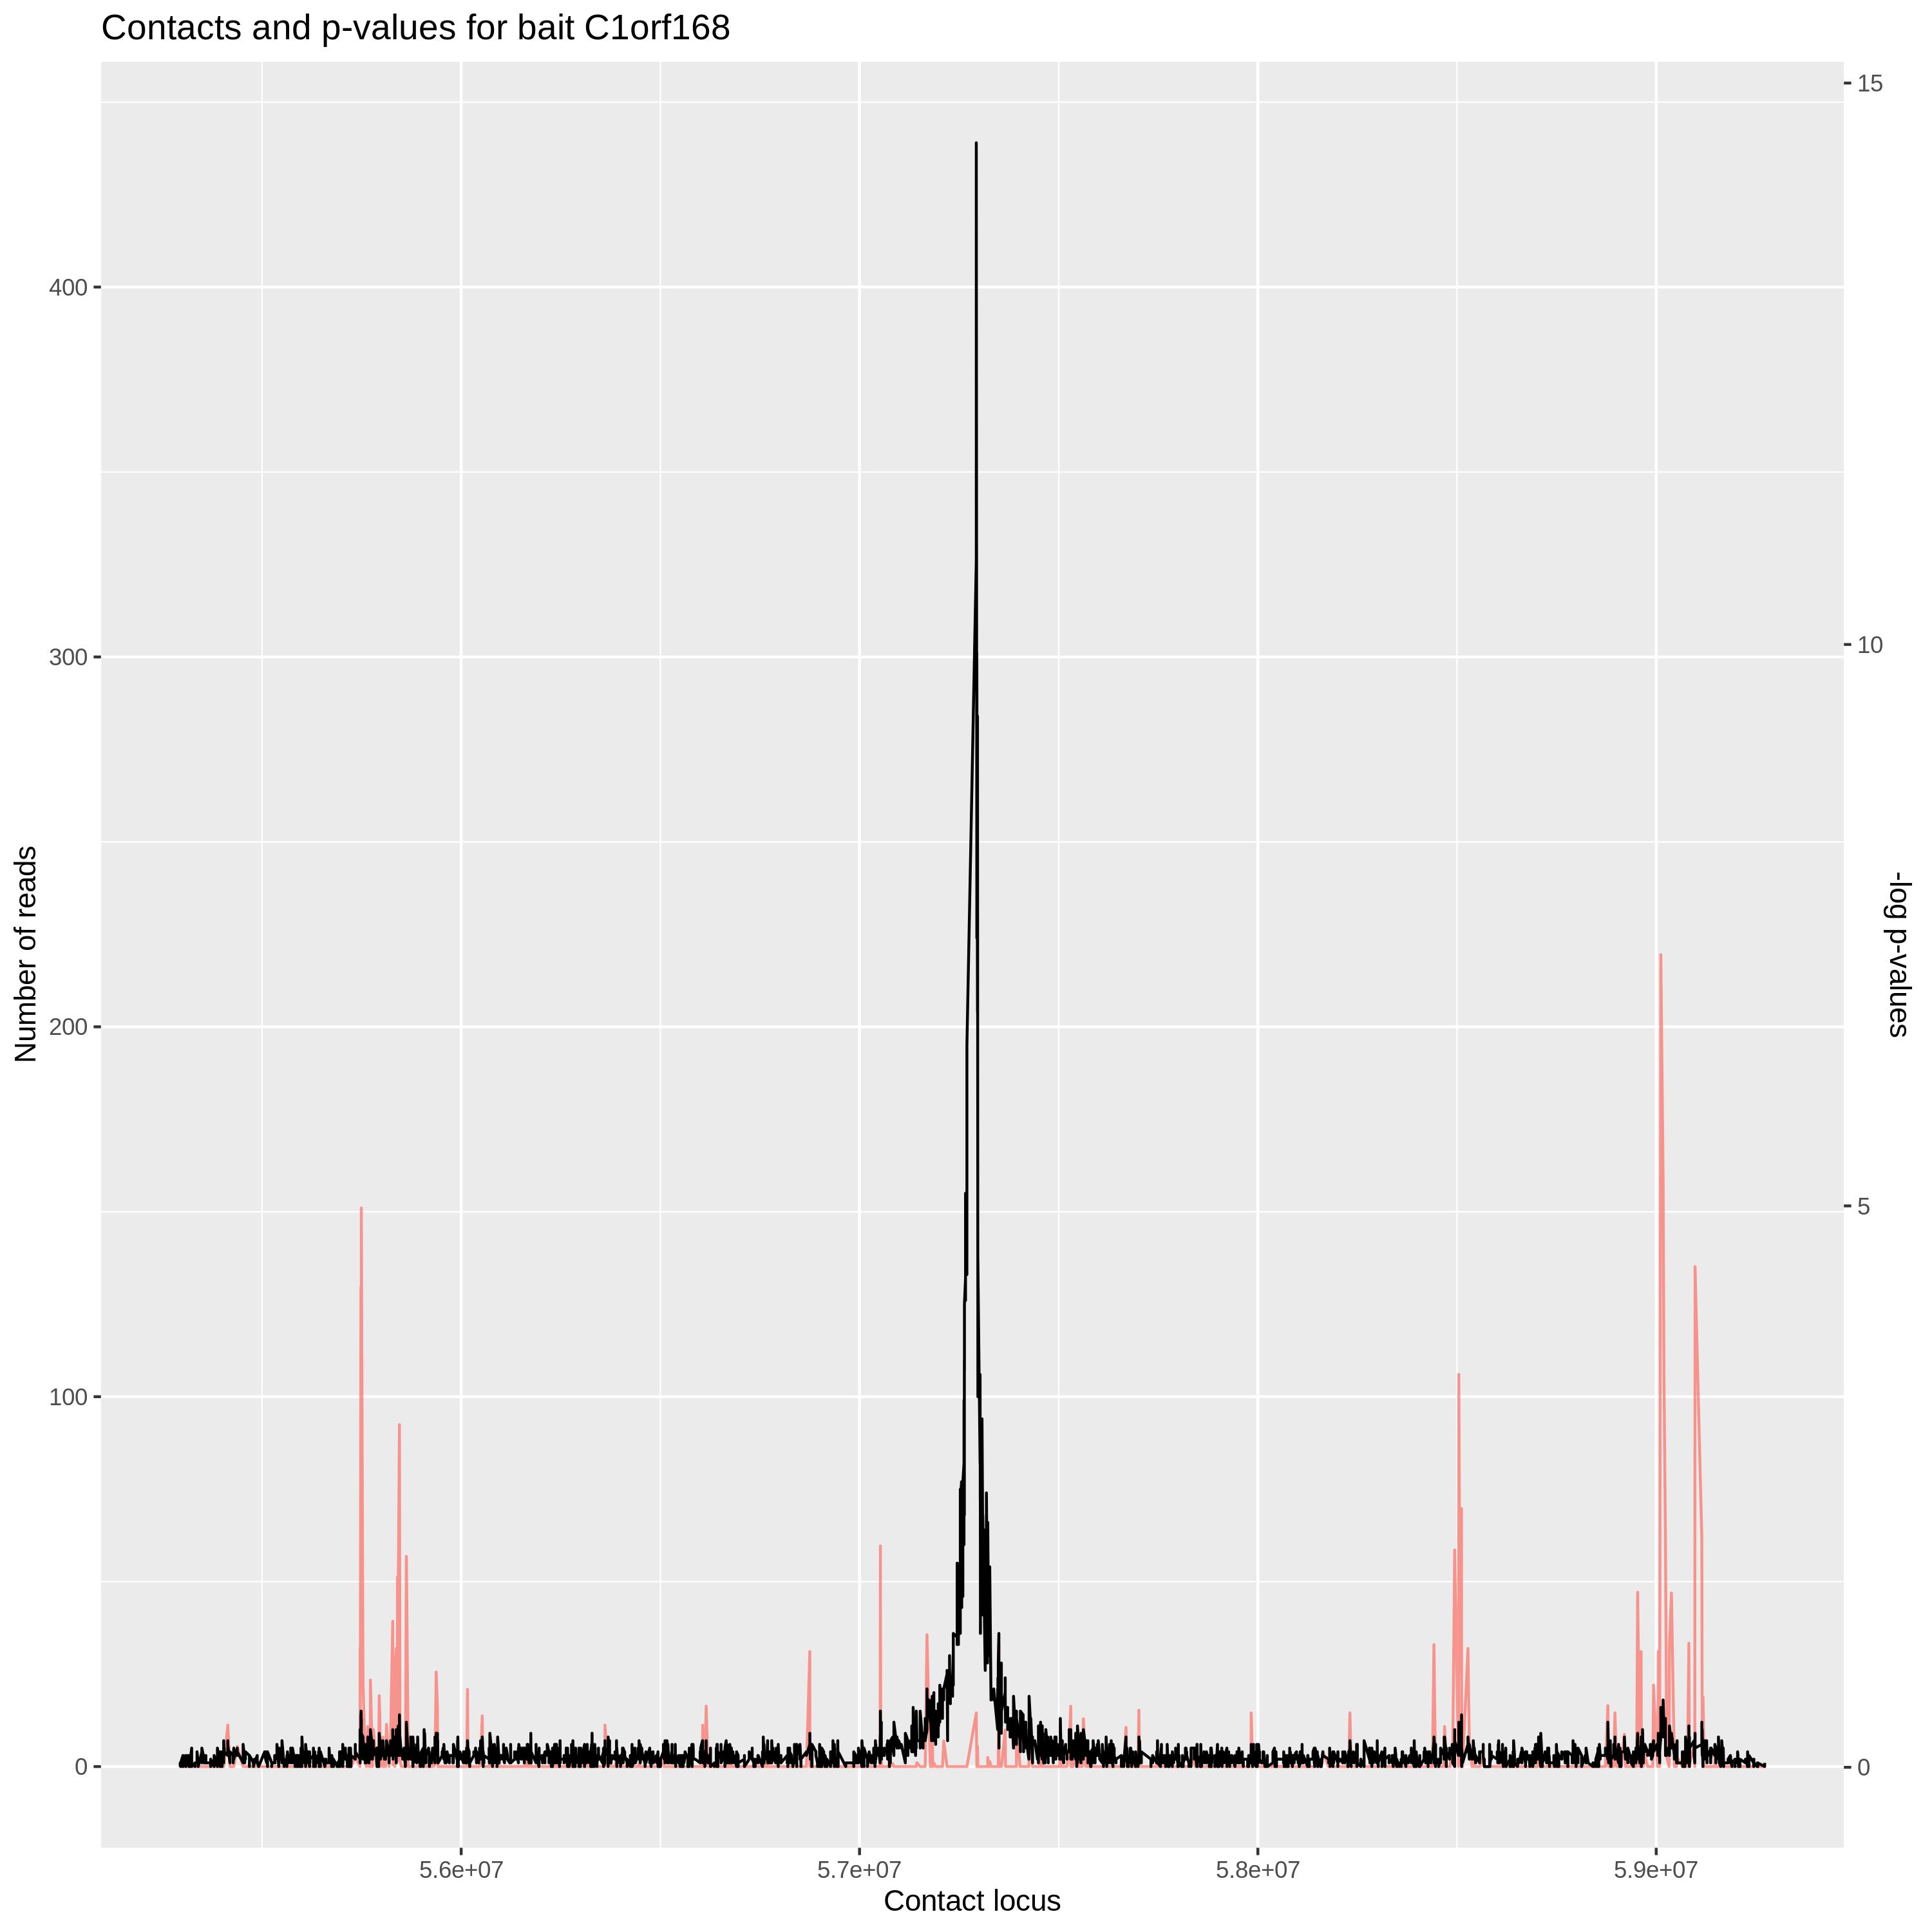 Contacts and p-values for bait C1orf168
Number of reads
400
300
200
100
0
15
10
5
0
-log p-values
5.6e+07
5.7e+07
5.8e+07
5.9e+07
Contact locus